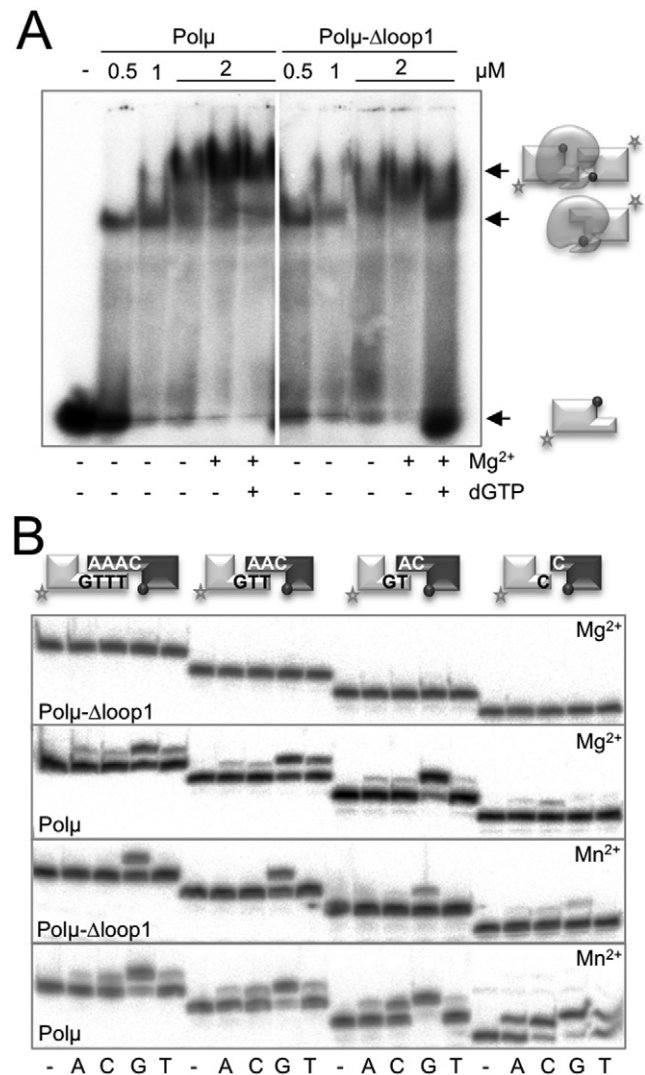 A
Polµ Polµ-Δloop1
- 0.5 1 2 0.5 1 2 µM
- - - - + + - - - + + Mg²⁺
- - - - - + - - - - + dGTP
B
AAAC AAC AC C
GTTT GTT GT C
Mg²⁺
Polµ-Δloop1
Mg²⁺
Polµ
Mn²⁺
Polµ-Δloop1
Mn²⁺
Polµ
- A C G T - A C G T - A C G T - A C G T